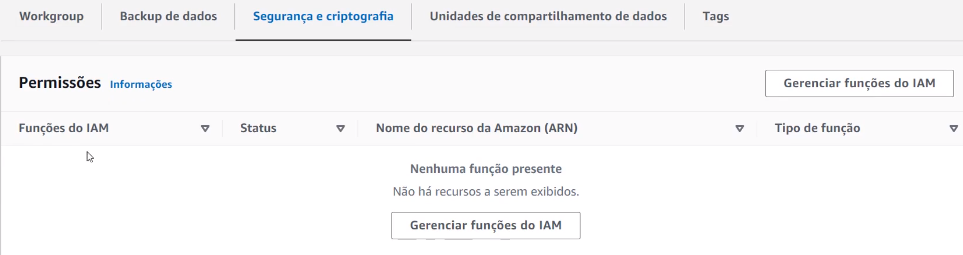 Workgroup Backup de dados Segurança e criptografia Unidades de compartilhamento de dados Tags
Permissões Informações Gerenciar funções do IAM
Funções do IAM Status Nome do recurso da Amazon (ARN) Tipo de função
Nenhuma função presente
Não há recursos a serem exibidos.
Gerenciar funções do IAM